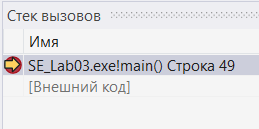 Стек вызовов
Имя
SE_Lab03.exe!main() Строка 49
[Внешний код]